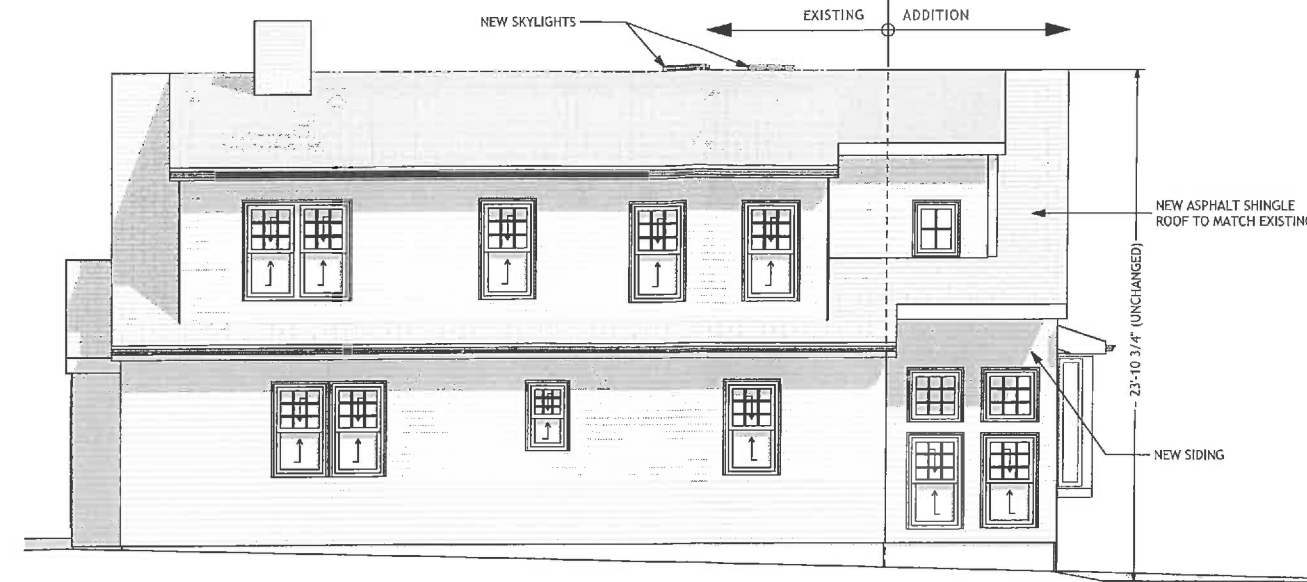 NEW SKYLIGHTS
EXISTING
ADDITION
NEW ASPHALT SHINGLE
ROOF TO MATCH EXISTING
23'-10 3/4" (UNCHANGED)
NEW SIDING